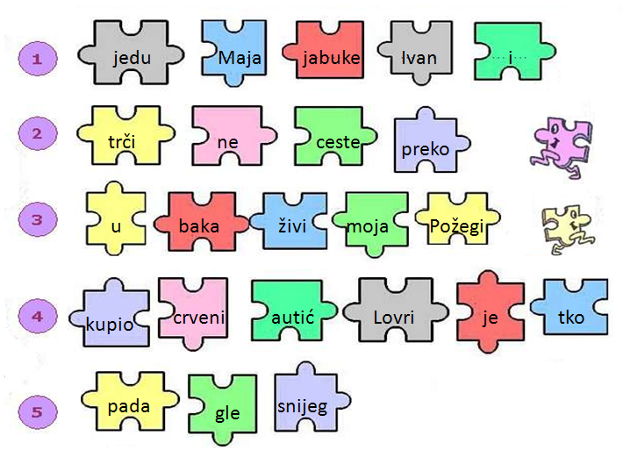 1 jedu Maja jabuke Ivan ...i...
2 trči ne ceste preko
3 u baka živi moja Požegi
4 kupio crveni autić Lovri je tko
5 pada gle snijeg